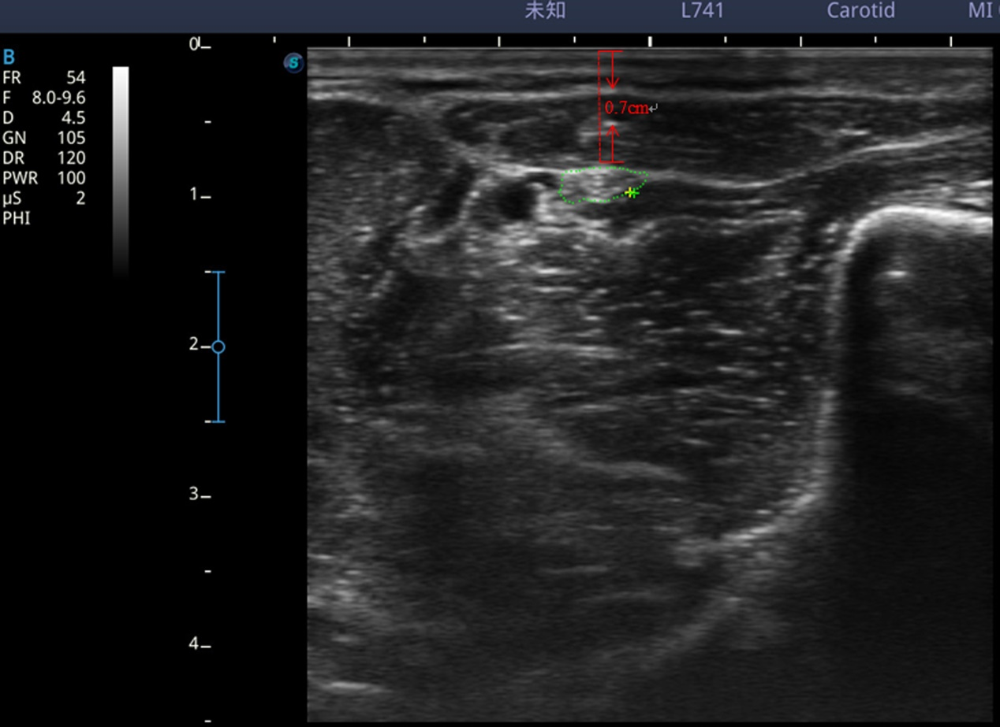 未知 L741 Carotid MI
B
FR 54
F 8.0-9.6
D 4.5
GN 105
DR 120
PWR 100
µS 2
PHI
S
0.7cm↵
0
1
2
3
4